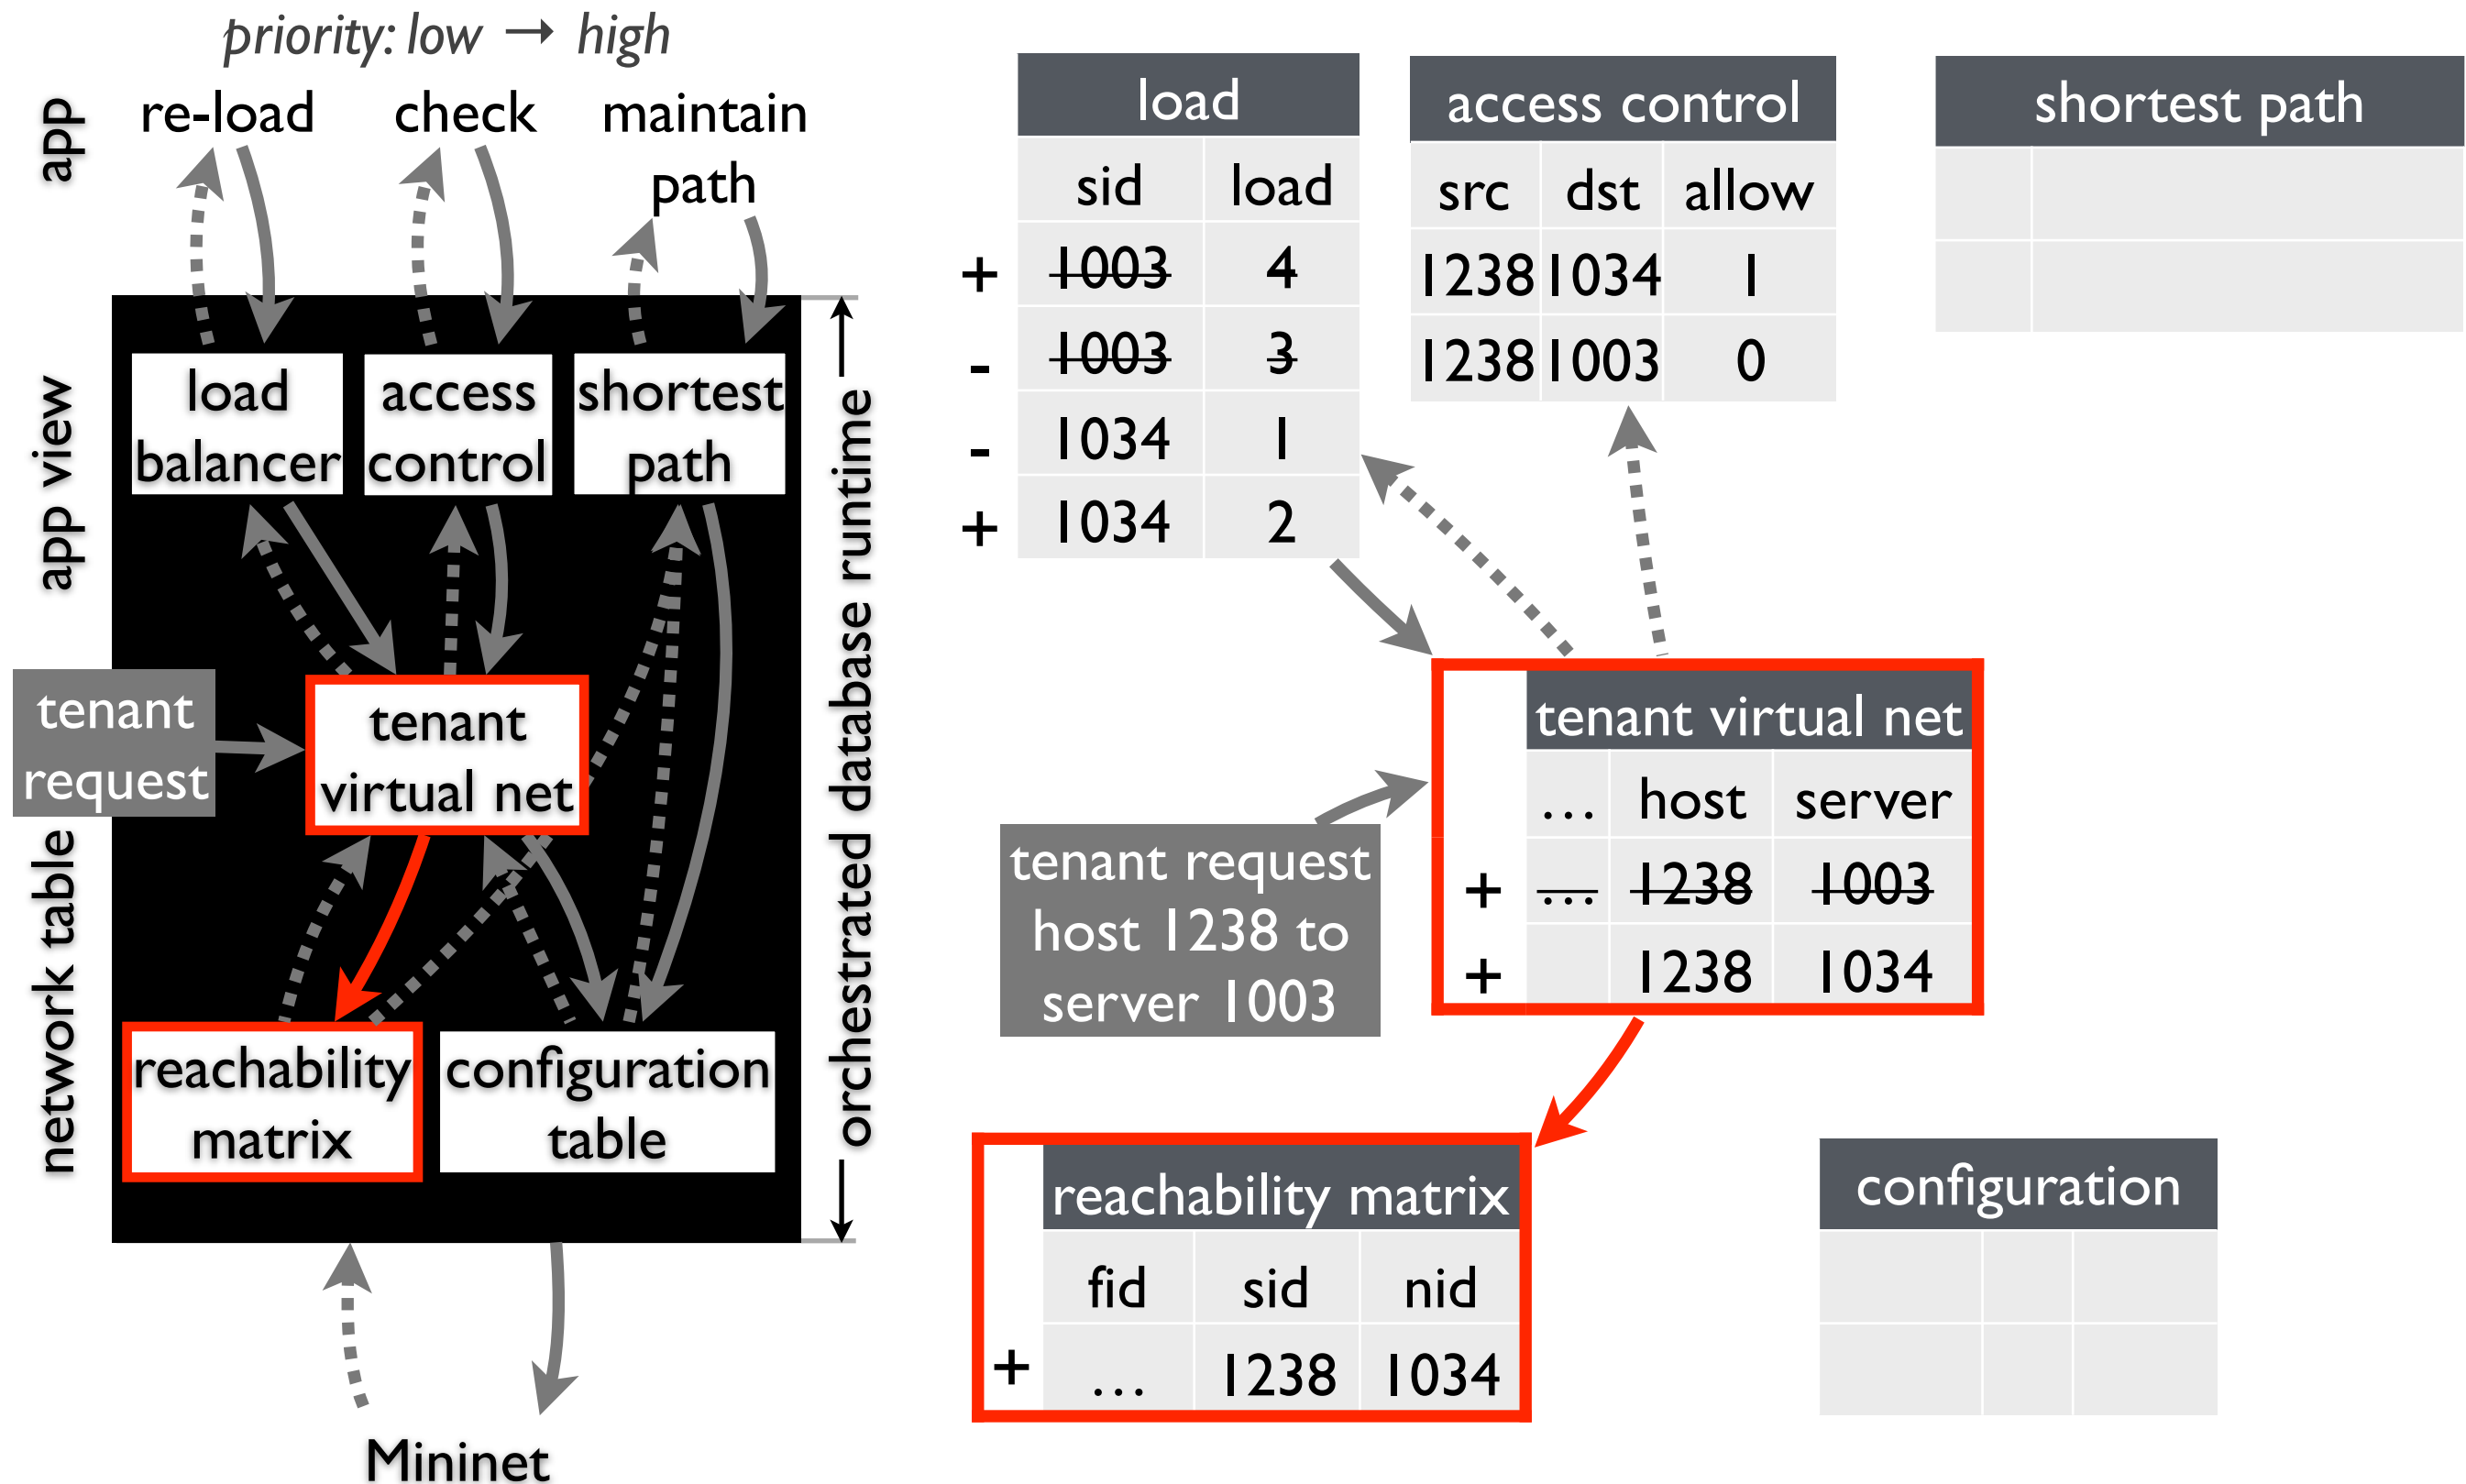 priority: low → high
app
re-load
check
maintain
path
app view
load
balancer
access
control
shortest
path
orchestrated database runtime
tenant
request
tenant
virtual net
network table
reachability
matrix
configuration
table
Mininet
load
sid load
+ 1003 4
- 1003 3
- 1034 1
+ 1034 2
access control
src dst allow
1238 1034 1
1238 1003 0
shortest path
tenant virtual net
... host server
+ ... 1238 1003
+ 1238 1034
tenant request
host 1238 to
server 1003
reachability matrix
fid sid nid
+ ... 1238 1034
configuration